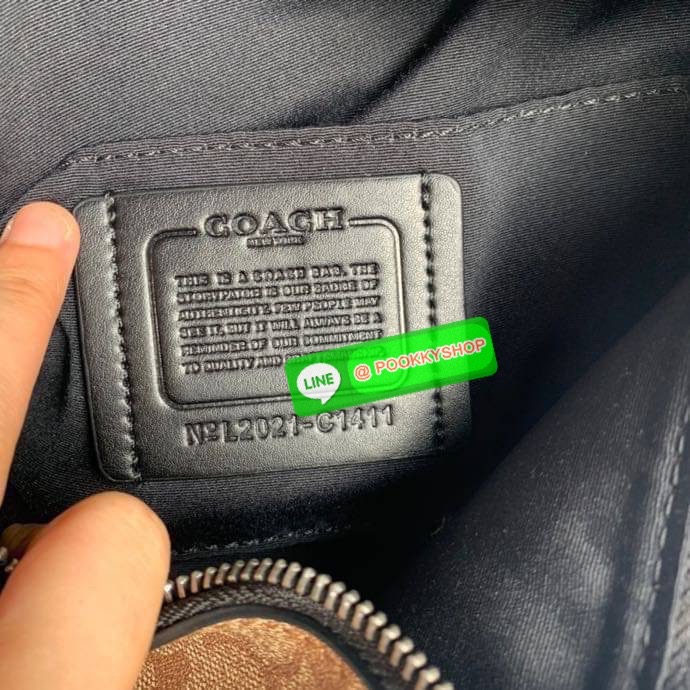 COACH
NEW YORK
THIS IS A COACH BAG. THE
STORYPATCH IS OUR BADGE OF
AUTHENTICITY. FEW PEOPLE MAY
SEE IT, BUT IT WILL ALWAYS BE A
REMINDER OF OUR COMMITMENT
TO QUALITY AND
LINE @ POOKKYSHOP
Nº L2021-C1411